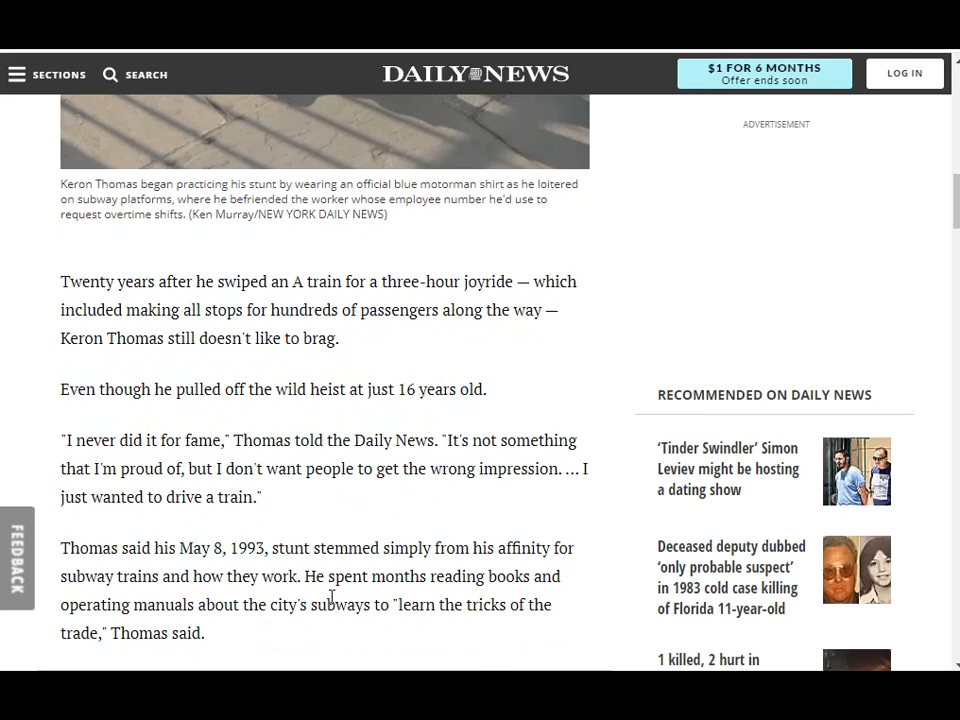 SECTIONS
SEARCH
DAILY NEWS
$1 FOR 6 MONTHS
Offer ends soon
LOG IN
ADVERTISEMENT
Keron Thomas began practicing his stunt by wearing an official blue motorman shirt as he loitered
on subway platforms, where he befriended the worker whose employee number he'd use to
request overtime shifts. (Ken Murray/NEW YORK DAILY NEWS)
Twenty years after he swiped an A train for a three-hour joyride — which
included making all stops for hundreds of passengers along the way —
Keron Thomas still doesn't like to brag.
Even though he pulled off the wild heist at just 16 years old.
"I never did it for fame," Thomas told the Daily News. "It's not something
that I'm proud of, but I don't want people to get the wrong impression. ... I
just wanted to drive a train."
Thomas said his May 8, 1993, stunt stemmed simply from his affinity for
subway trains and how they work. He spent months reading books and
operating manuals about the city's subways to "learn the tricks of the
trade," Thomas said.
FEEDBACK
RECOMMENDED ON DAILY NEWS
‘Tinder Swindler’ Simon
Leviev might be hosting
a dating show
Deceased deputy dubbed
‘only probable suspect’
in 1983 cold case killing
of Florida 11-year-old
1 killed, 2 hurt in